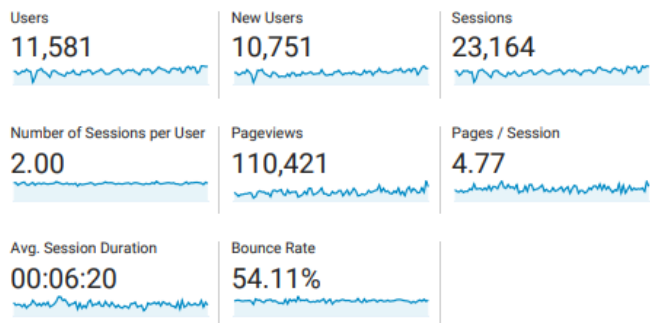 Users
11,581
New Users
10,751
Sessions
23,164
Number of Sessions per User
2.00
Pageviews
110,421
Pages / Session
4.77
Avg. Session Duration
00:06:20
Bounce Rate
54.11%